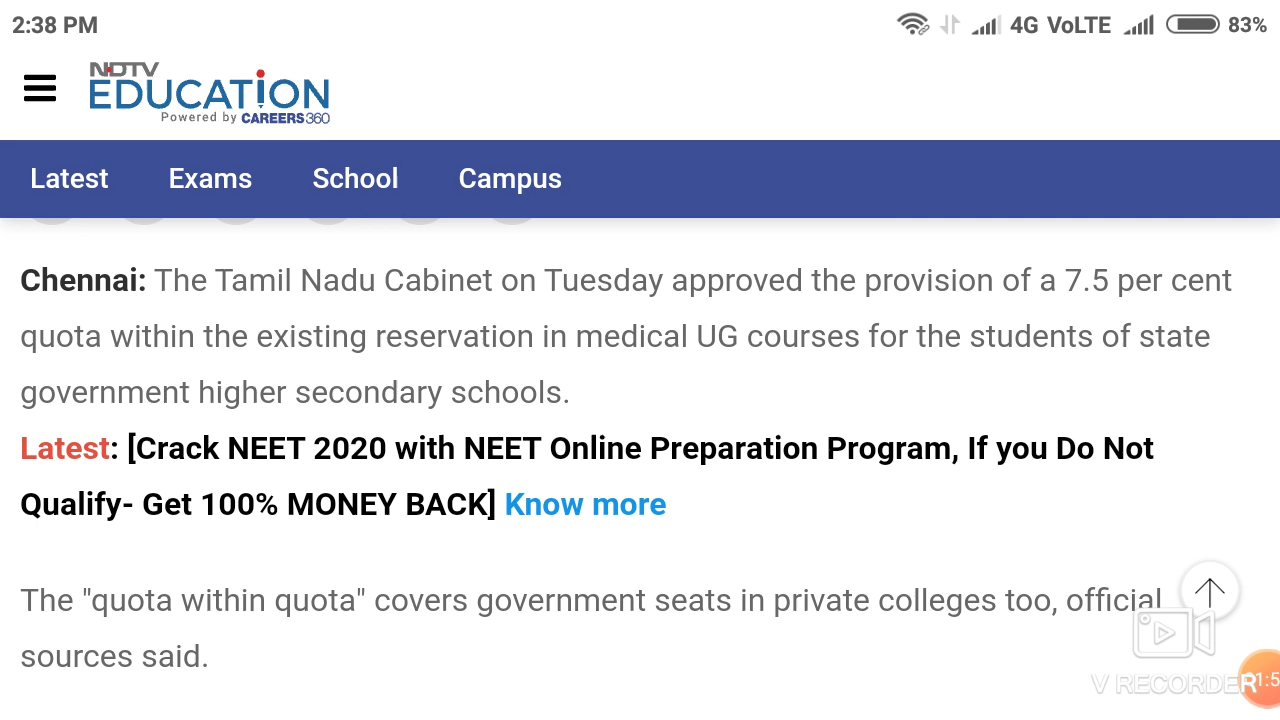 2:38 PM 4G VoLTE 83%
NDTV
EDUCATION
Powered by CAREERS360
Latest Exams School Campus
Chennai: The Tamil Nadu Cabinet on Tuesday approved the provision of a 7.5 per cent
quota within the existing reservation in medical UG courses for the students of state
government higher secondary schools.
Latest: [Crack NEET 2020 with NEET Online Preparation Program, If you Do Not
Qualify- Get 100% MONEY BACK] Know more
The "quota within quota" covers government seats in private colleges too, official
sources said.
V RECORDER